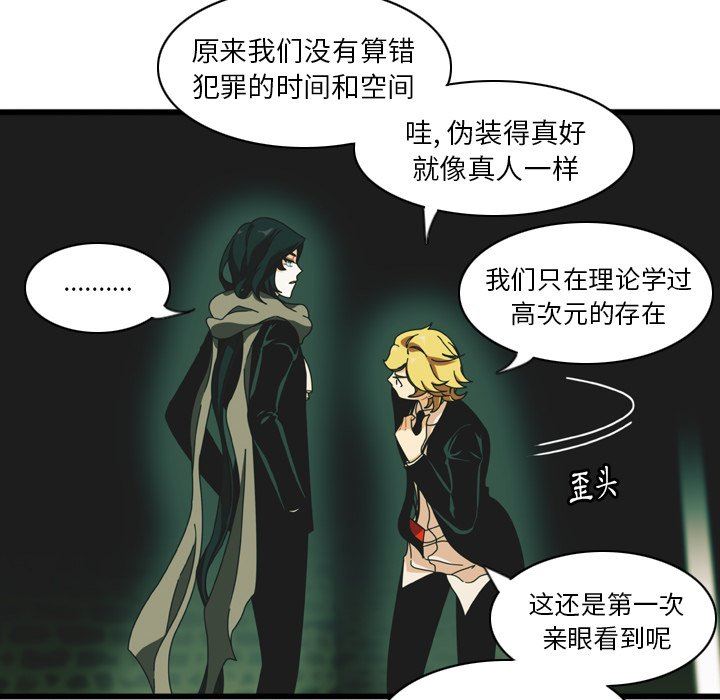 原来我们没有算错
犯罪的时间和空间
哇,伪装得真好
就像真人一样
..........
我们只在理论学过
高次元的存在
歪头
这还是第一次
亲眼看到呢